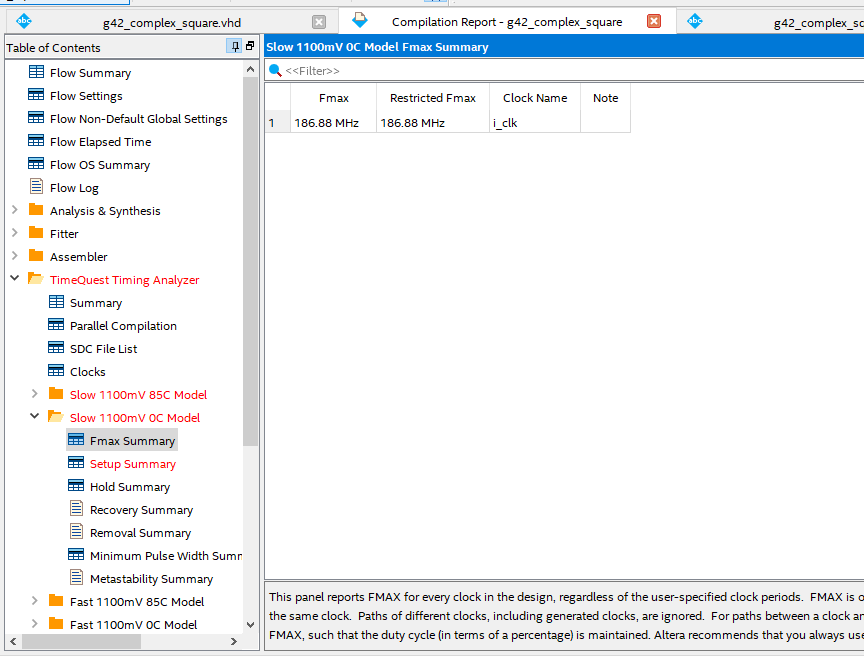 g42_complex_square.vhd
Compilation Report - g42_complex_square
g42_complex_sq
Table of Contents
Flow Summary
Flow Settings
Flow Non-Default Global Settings
Flow Elapsed Time
Flow OS Summary
Flow Log
Analysis & Synthesis
Fitter
Assembler
TimeQuest Timing Analyzer
Summary
Parallel Compilation
SDC File List
Clocks
Slow 1100mV 85C Model
Slow 1100mV 0C Model
Fmax Summary
Setup Summary
Hold Summary
Recovery Summary
Removal Summary
Minimum Pulse Width Sum
Metastability Summary
Fast 1100mV 85C Model
Fast 1100mV 0C Model
Slow 1100mV 0C Model Fmax Summary
<<Filter>>
Fmax Restricted Fmax Clock Name Note
1 186.88 MHz 186.88 MHz i_clk
This panel reports FMAX for every clock in the design, regardless of the user-specified clock periods. FMAX is o
the same clock. Paths of different clocks, including generated clocks, are ignored. For paths between a clock an
FMAX, such that the duty cycle (in terms of a percentage) is maintained. Altera recommends that you always use